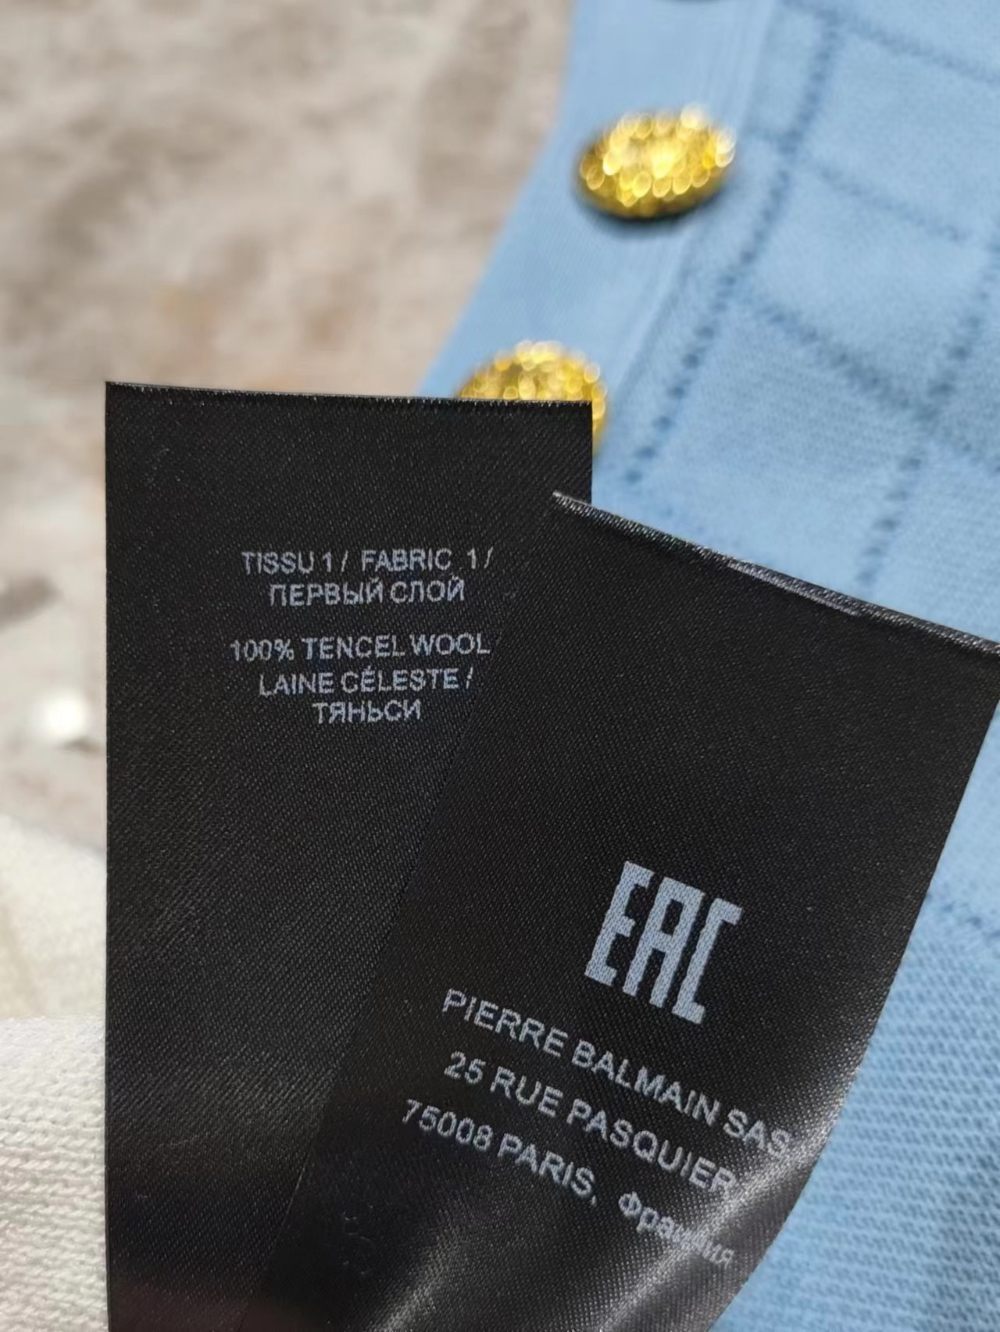 TISSU 1 / FABRIC 1 /
ПЕРВЫЙ СЛОЙ
100% TENCEL WOOL
LAINE CÉLESTE /
ТЯНЬСИ
EAC
PIERRE BALMAIN SAS
25 RUE PASQUIER
75008 PARIS, Франция